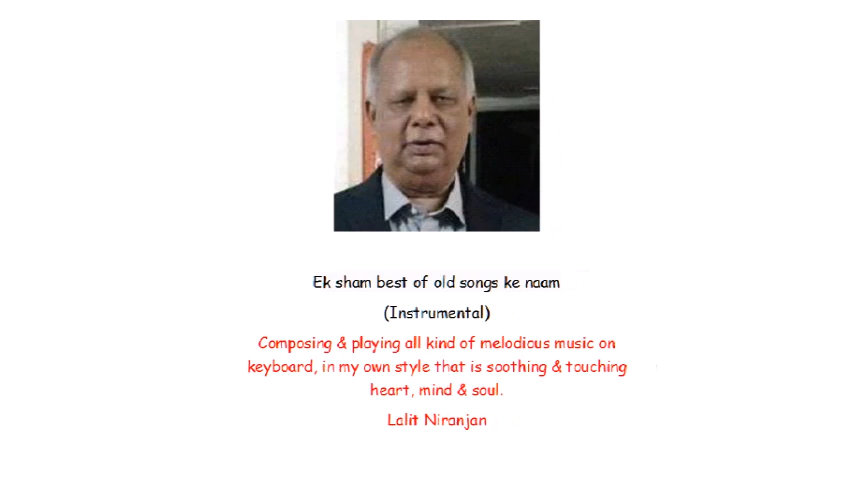 Ek sham best of old songs ke naam
(Instrumental)
Composing & playing all kind of melodious music on
keyboard, in my own style that is soothing & touching
heart, mind & soul.
Lalit Niranjan